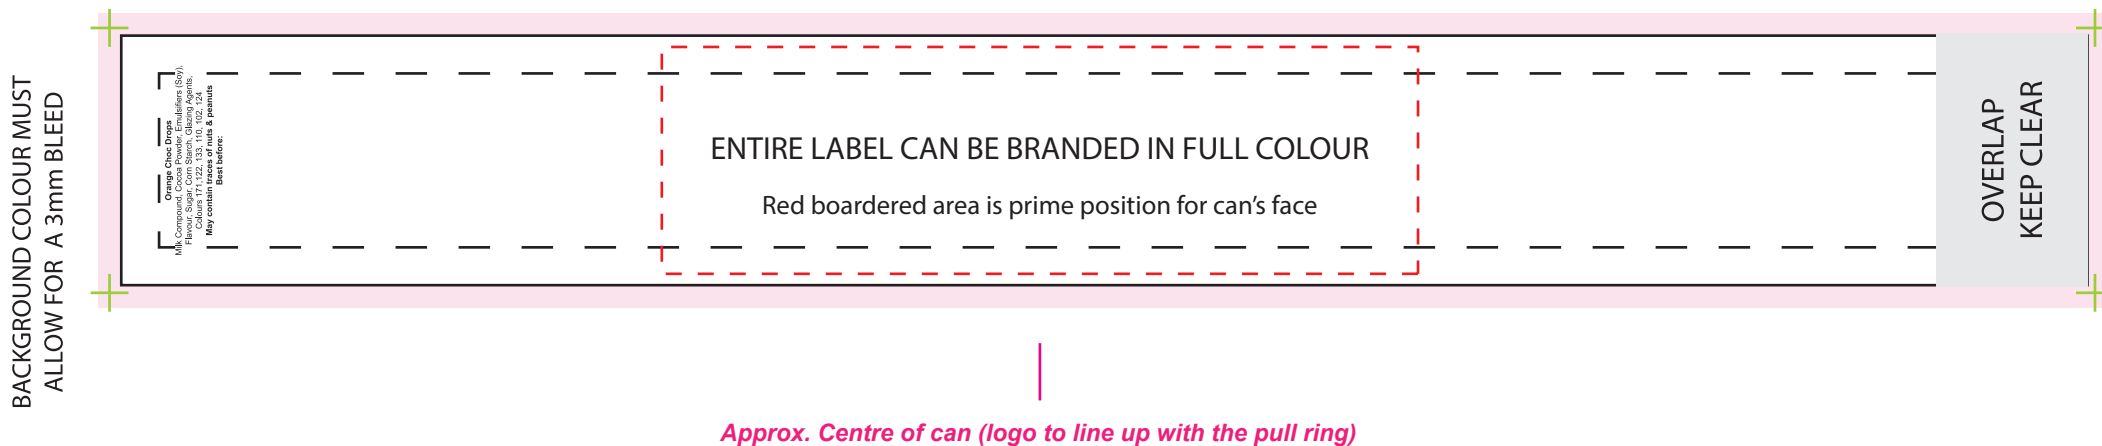 BACKGROUND COLOUR MUST
ALLOW FOR A 3mm BLEED
Orange Choc Drops
Milk Compound, Cocoa Powder, Emulsifiers (Soy),
Flavour, Sugar, Corn Starch, Glazing Agents,
Colours 171,122, 133, 110, 102, 124
May contain traces of nuts & peanuts
Best before:
ENTIRE LABEL CAN BE BRANDED IN FULL COLOUR
Red boardered area is prime position for can's face
OVERLAP
KEEP CLEAR
Approx. Centre of can (logo to line up with the pull ring)